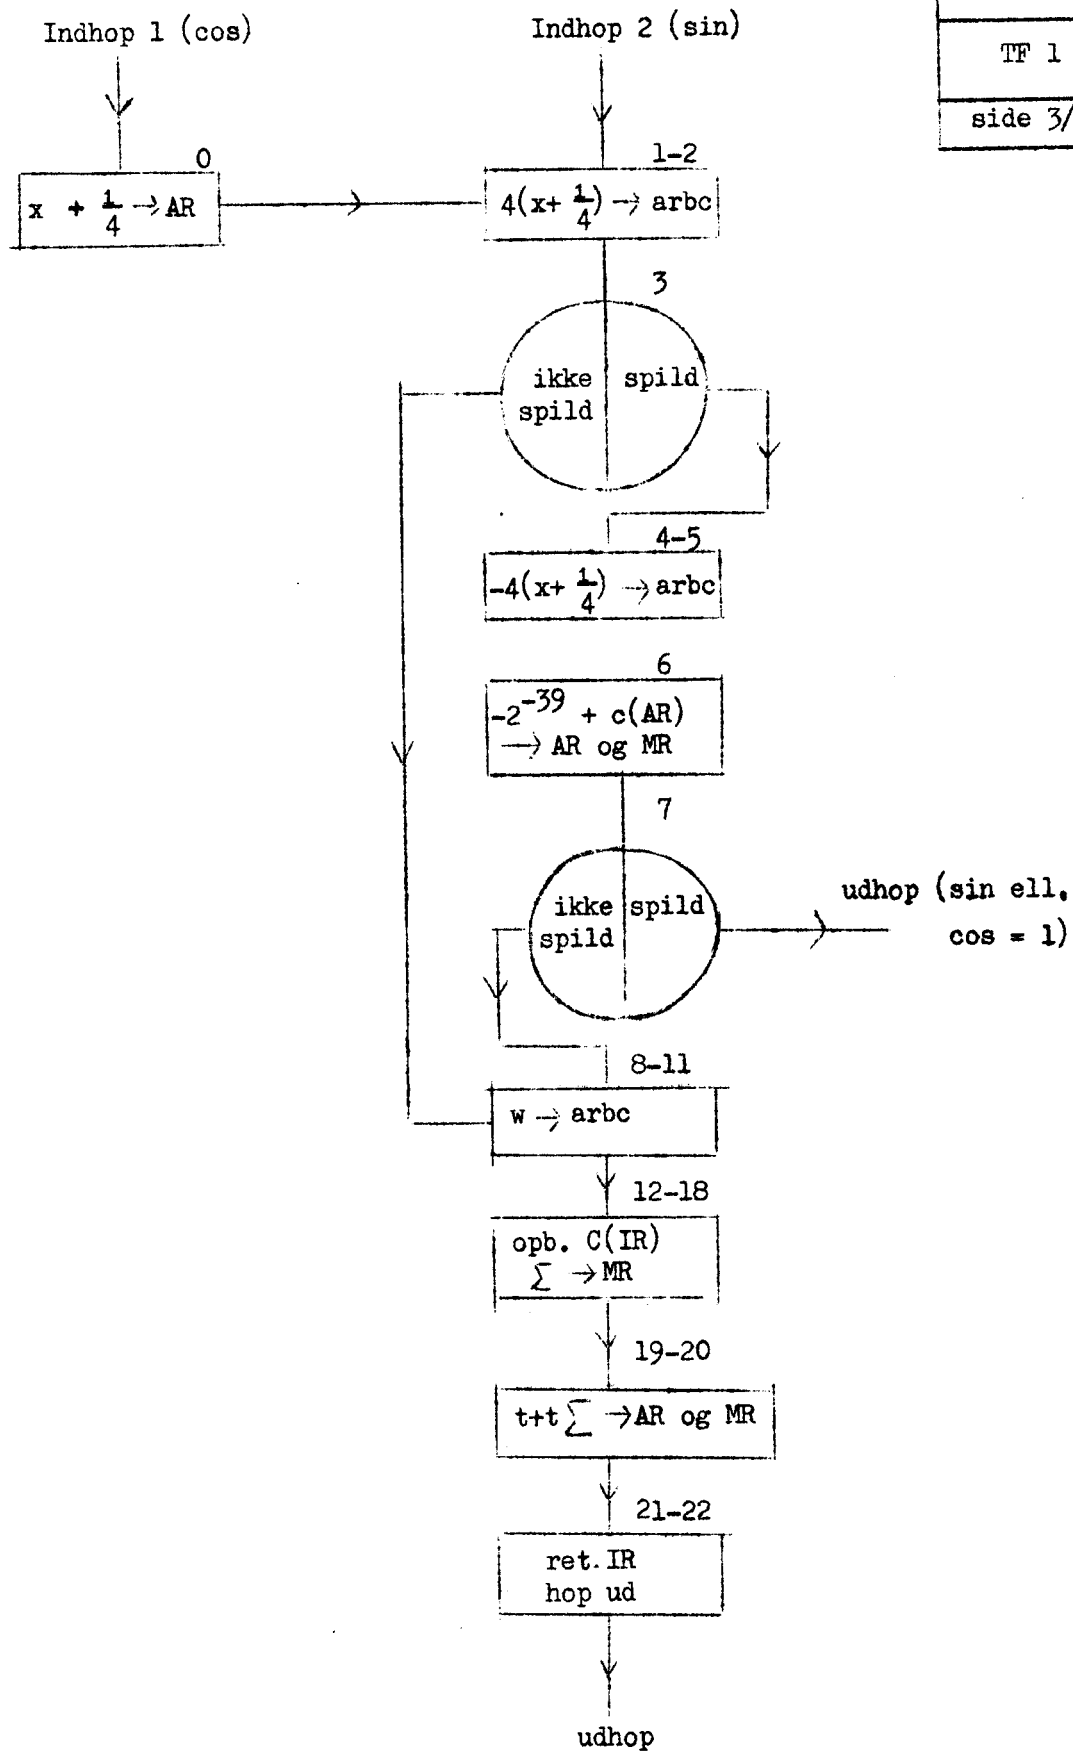 Indhop 1 (cos)
Indhop 2 (sin)
TF 1
side 3/
0
x + 1/4 → AR
1-2
4(x+ 1/4) → arbc
3
ikke
spild
spild
4-5
-4(x+ 1/4) → arbc
6
-2^-39 + c(AR)
→ AR og MR
7
ikke
spild
spild
udhop (sin ell.
cos = 1)
8-11
w → arbc
12-18
opb. C(IR)
Σ → MR
19-20
t+t Σ → AR og MR
21-22
ret. IR
hop ud
udhop